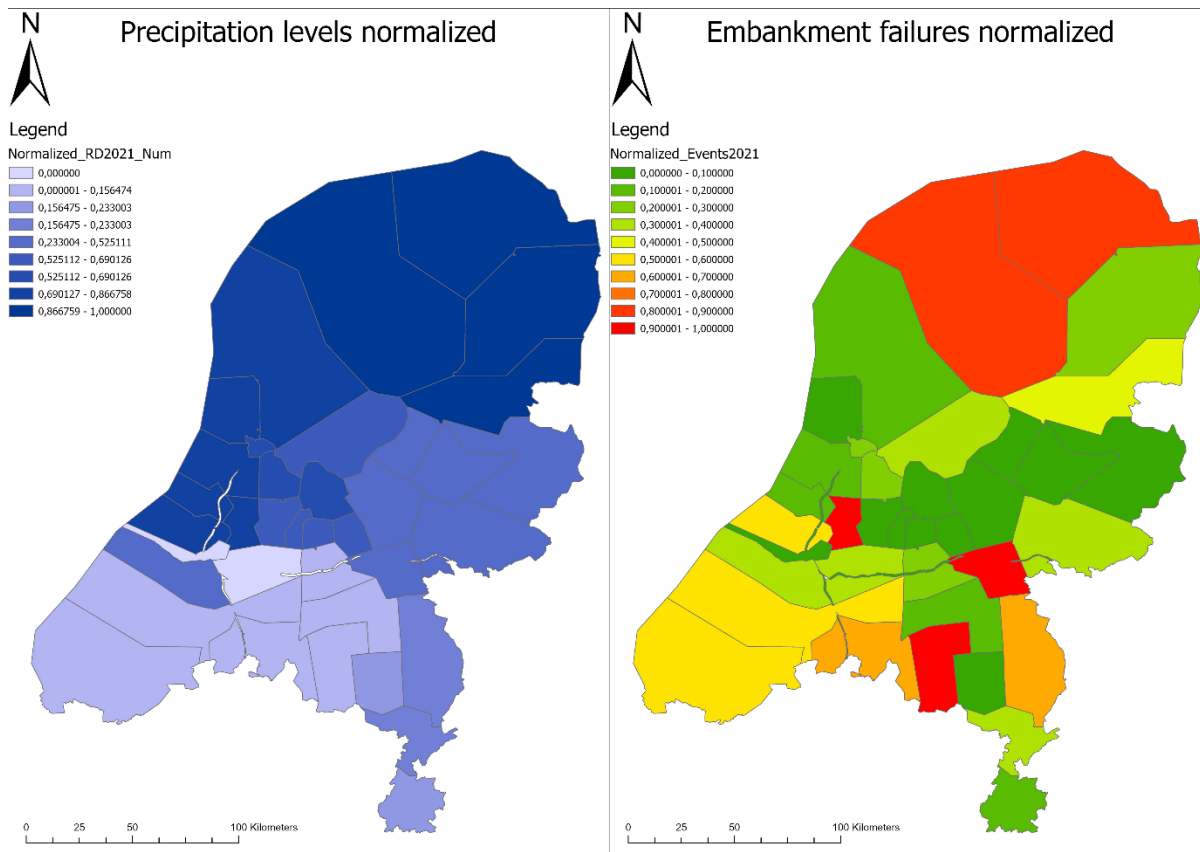 Precipitation levels normalized
N
Legend
Normalized_RD2021_Num
0,000000
0,000001 - 0,156474
0,156475 - 0,233003
0,156475 - 0,233003
0,233004 - 0,525111
0,525112 - 0,690126
0,525112 - 0,690126
0,690127 - 0,866758
0,866759 - 1,000000
0 25 50 100 Kilometers
Embankment failures normalized
N
Legend
Normalized_Events2021
0,000000 - 0,100000
0,100001 - 0,200000
0,200001 - 0,300000
0,300001 - 0,400000
0,400001 - 0,500000
0,500001 - 0,600000
0,600001 - 0,700000
0,700001 - 0,800000
0,800001 - 0,900000
0,900001 - 1,000000
0 25 50 100 Kilometers